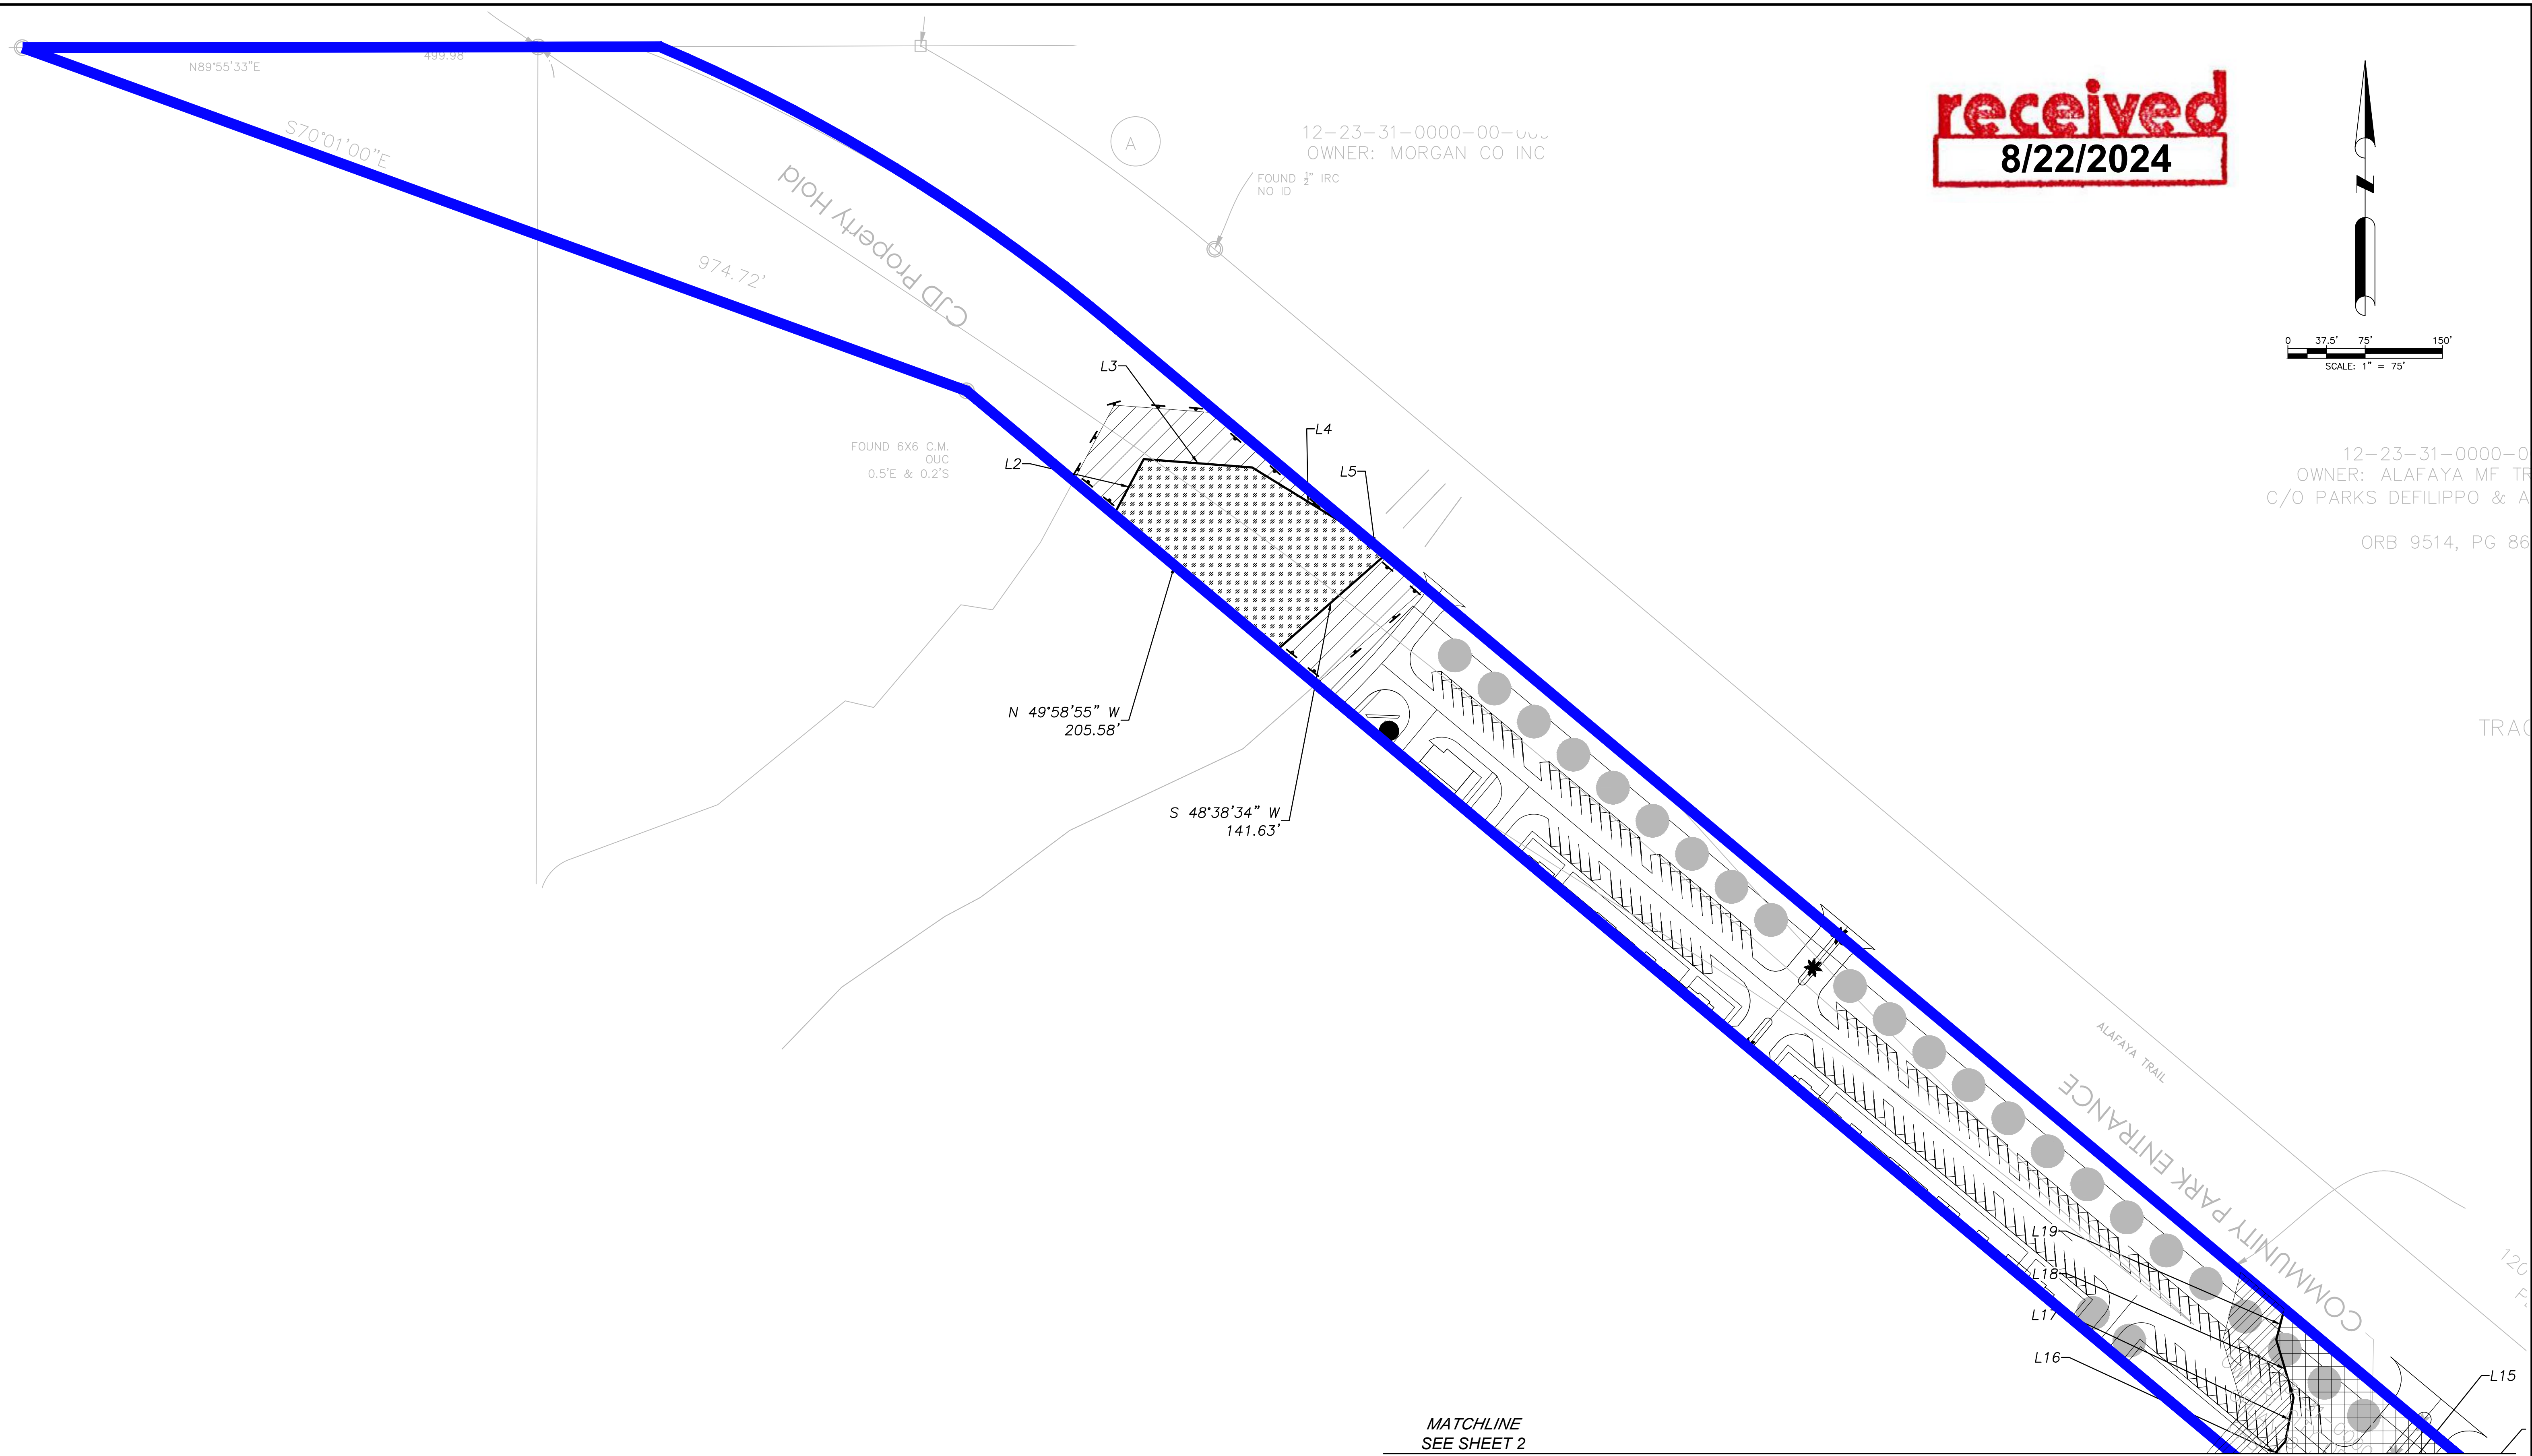 N89°55'33"E
499.98
S70°01'00"E
974.72'
CJD Property Hold
A
12-23-31-0000-00-
OWNER: MORGAN CO INC
FOUND ½" IRC
NO ID
received
8/22/2024
N
0 37.5' 75' 150'
SCALE: 1" = 75'
12-23-31-0000-0
OWNER: ALAFAYA MF TR
C/O PARKS DEFILIPPO & A
ORB 9514, PG 86
TRAC
L3
L4
L5
L2
FOUND 6X6 C.M.
OUC
0.5'E & 0.2'S
N 49°58'55" W
205.58'
S 48°38'34" W
141.63'
ALAFAYA TRAIL
COMMUNITY PARK ENTRANCE
120
L19
L18
L17
L16
L15
MATCHLINE
SEE SHEET 2